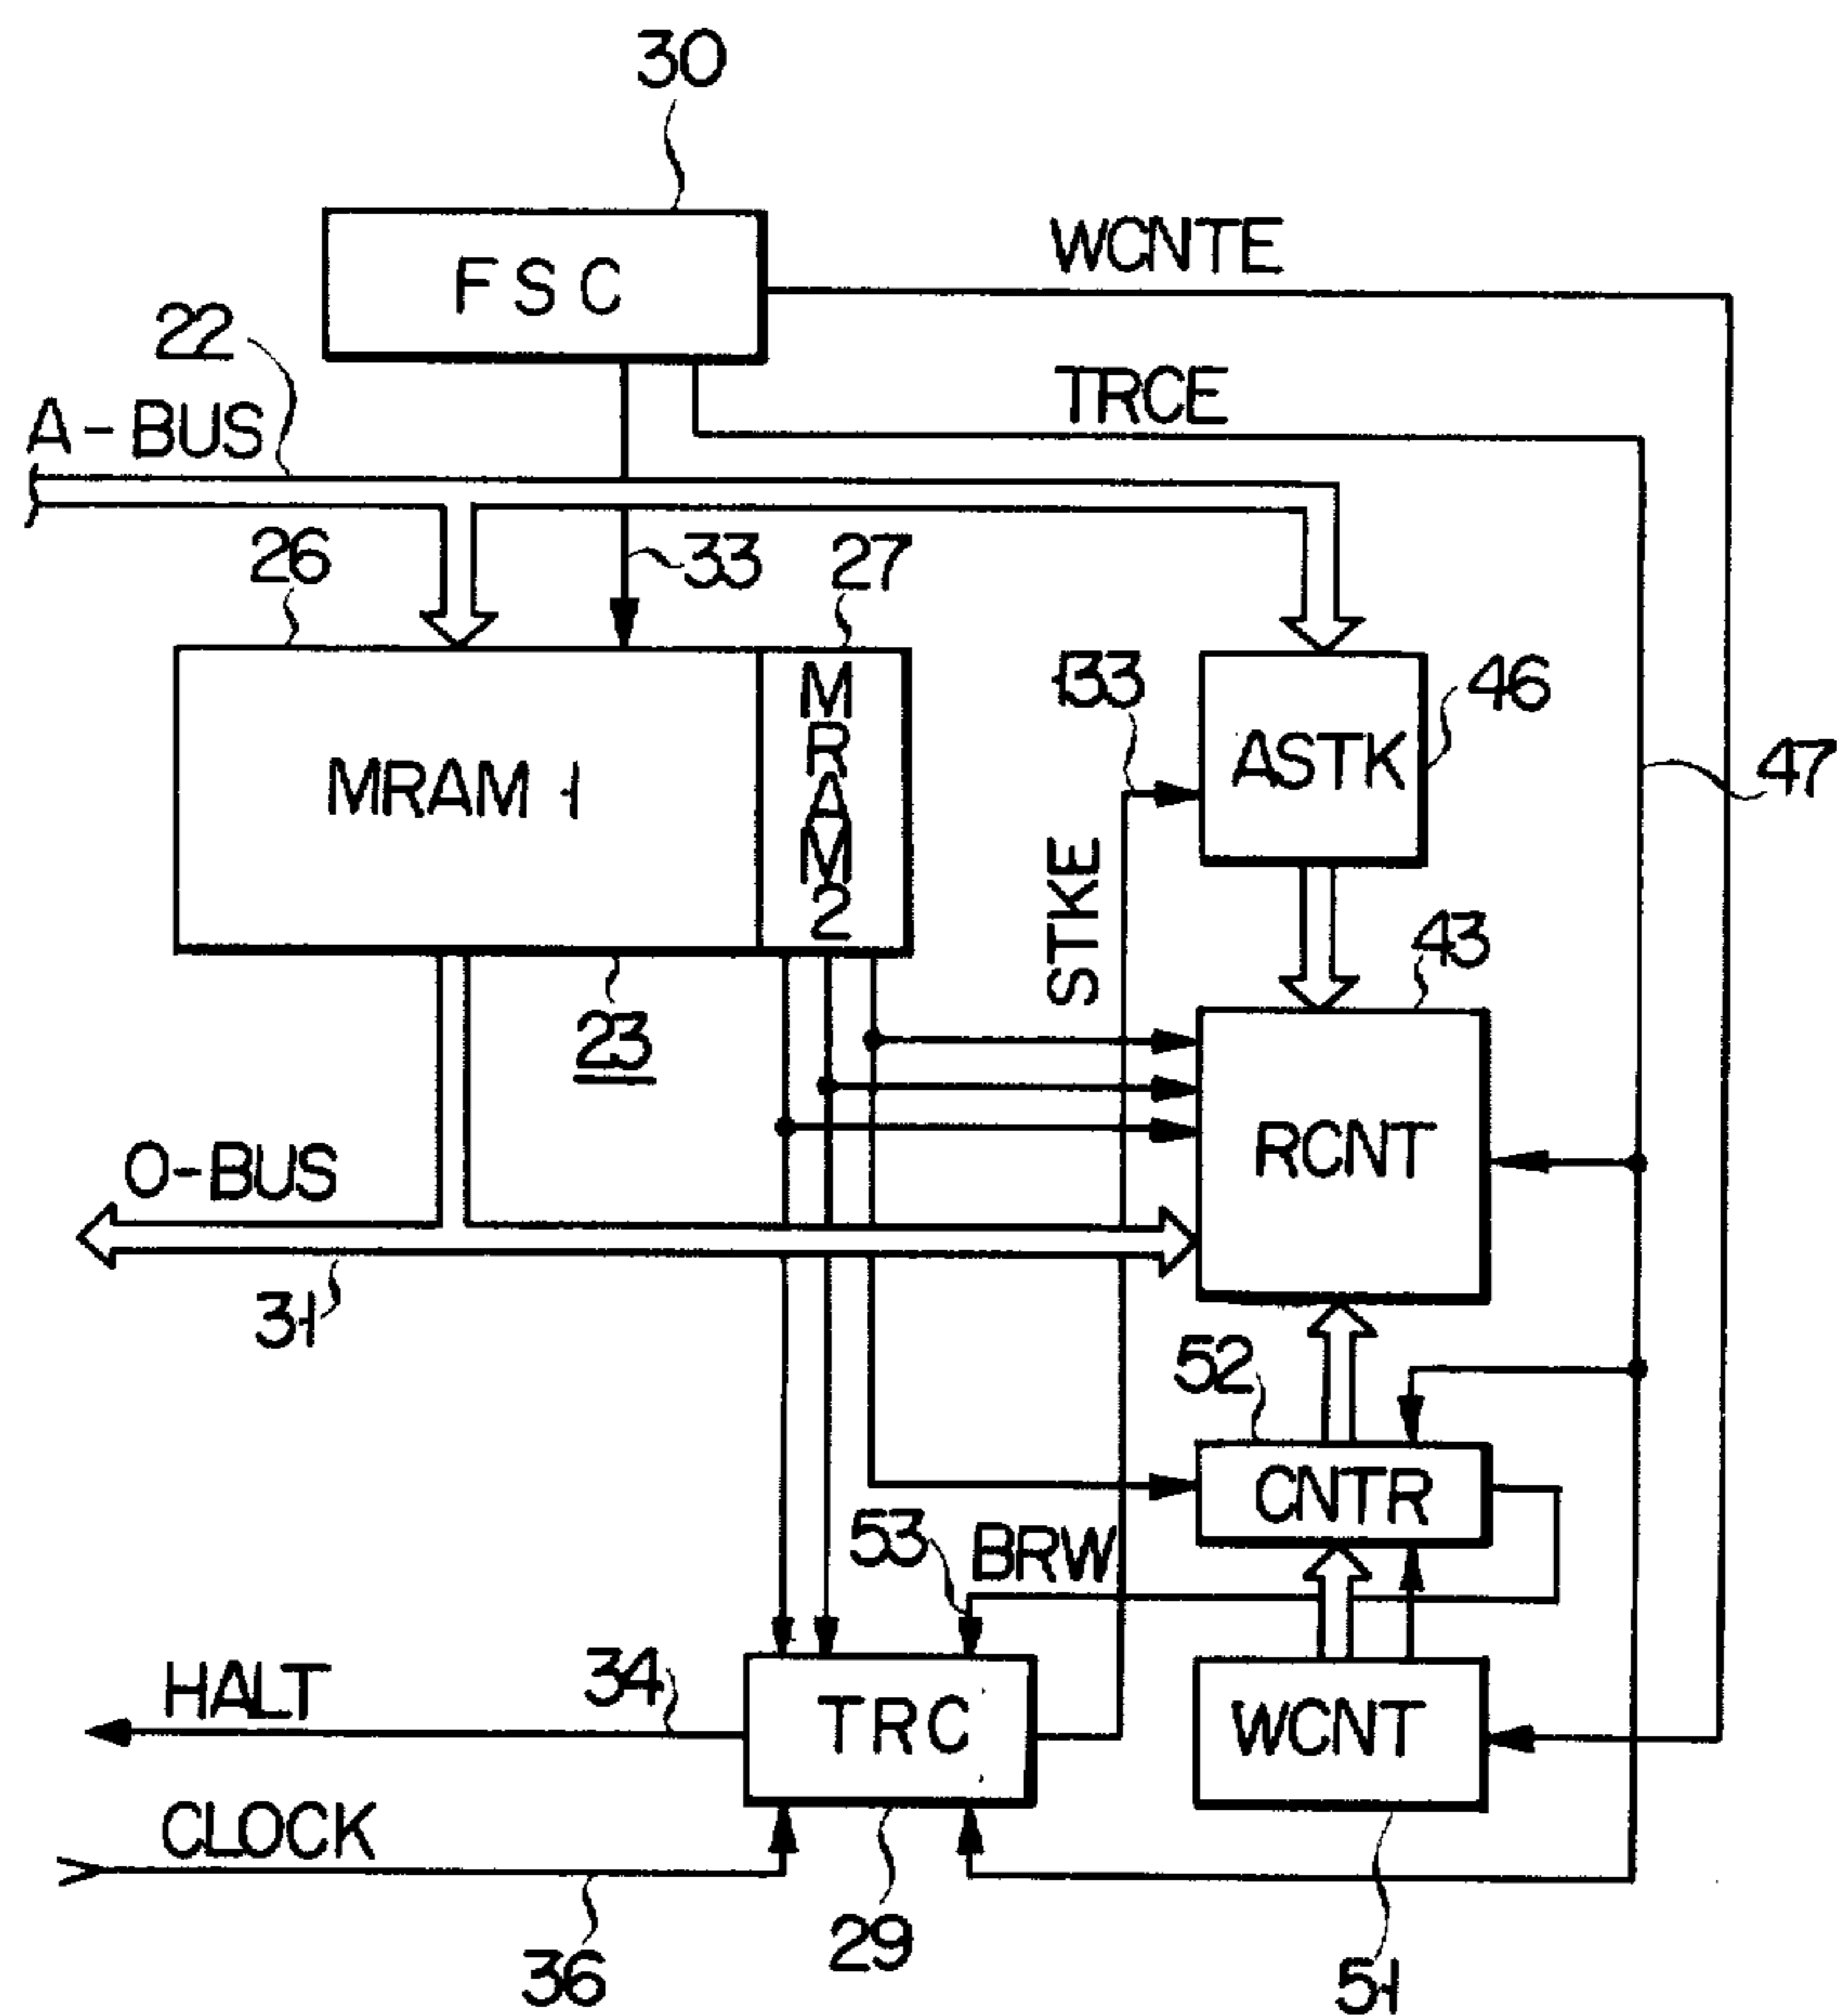 30
FSC
WCNTE
22
TRCE
A-BUS
26
33
27
MRAM 1
MRAM2
133
ASTK
46
47
STKE
43
23
RCNT
O-BUS
31
52
CNTR
53
BRW
HALT
34
TRC
WCNT
CLOCK
36
29
51